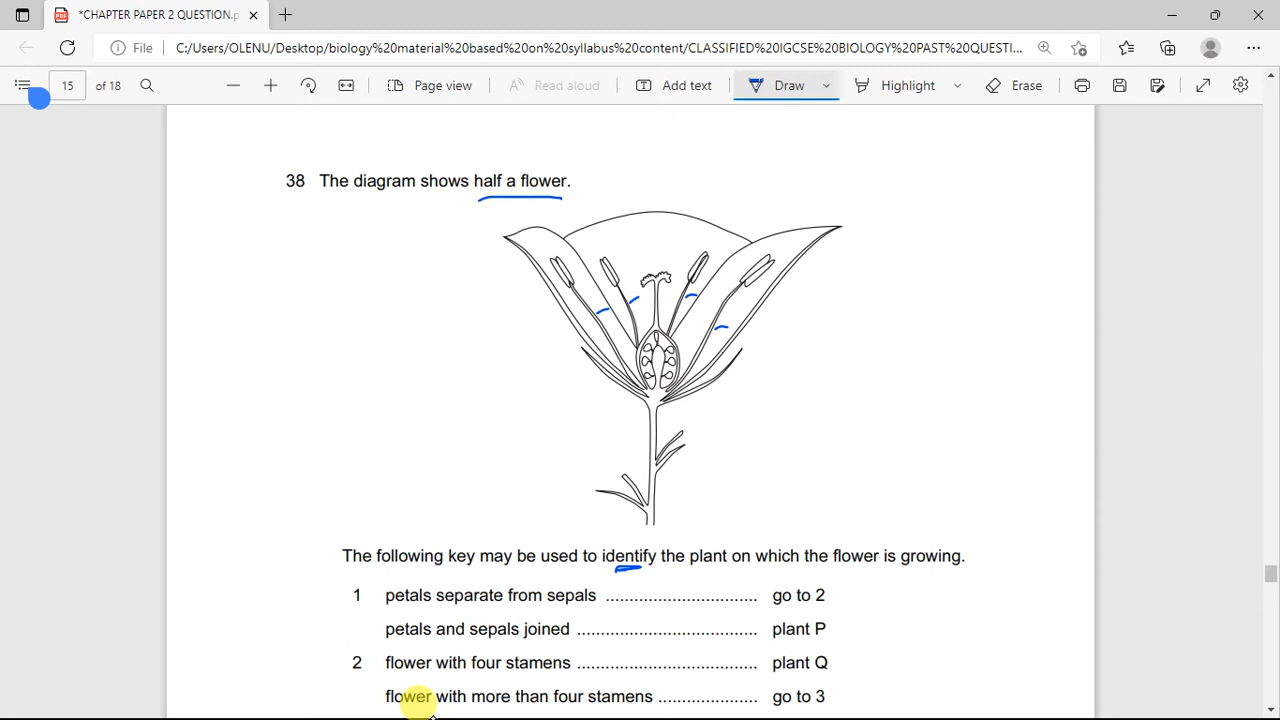 *CHAPTER PAPER 2 QUESTION.p
File
C:/Users/OLENU/Desktop/biology%20material%20based%20on%20syllabus%20content/CLASSIFIED%20IGCSE%20BIOLOGY%20PAST%20QUESTI...
15 of 18
Page view
Read aloud
Add text
Draw
Highlight
Erase
38 The diagram shows half a flower.
The following key may be used to identify the plant on which the flower is growing.
1 petals separate from sepals ................................ go to 2
petals and sepals joined ...................................... plant P
2 flower with four stamens ...................................... plant Q
flower with more than four stamens ..................... go to 3